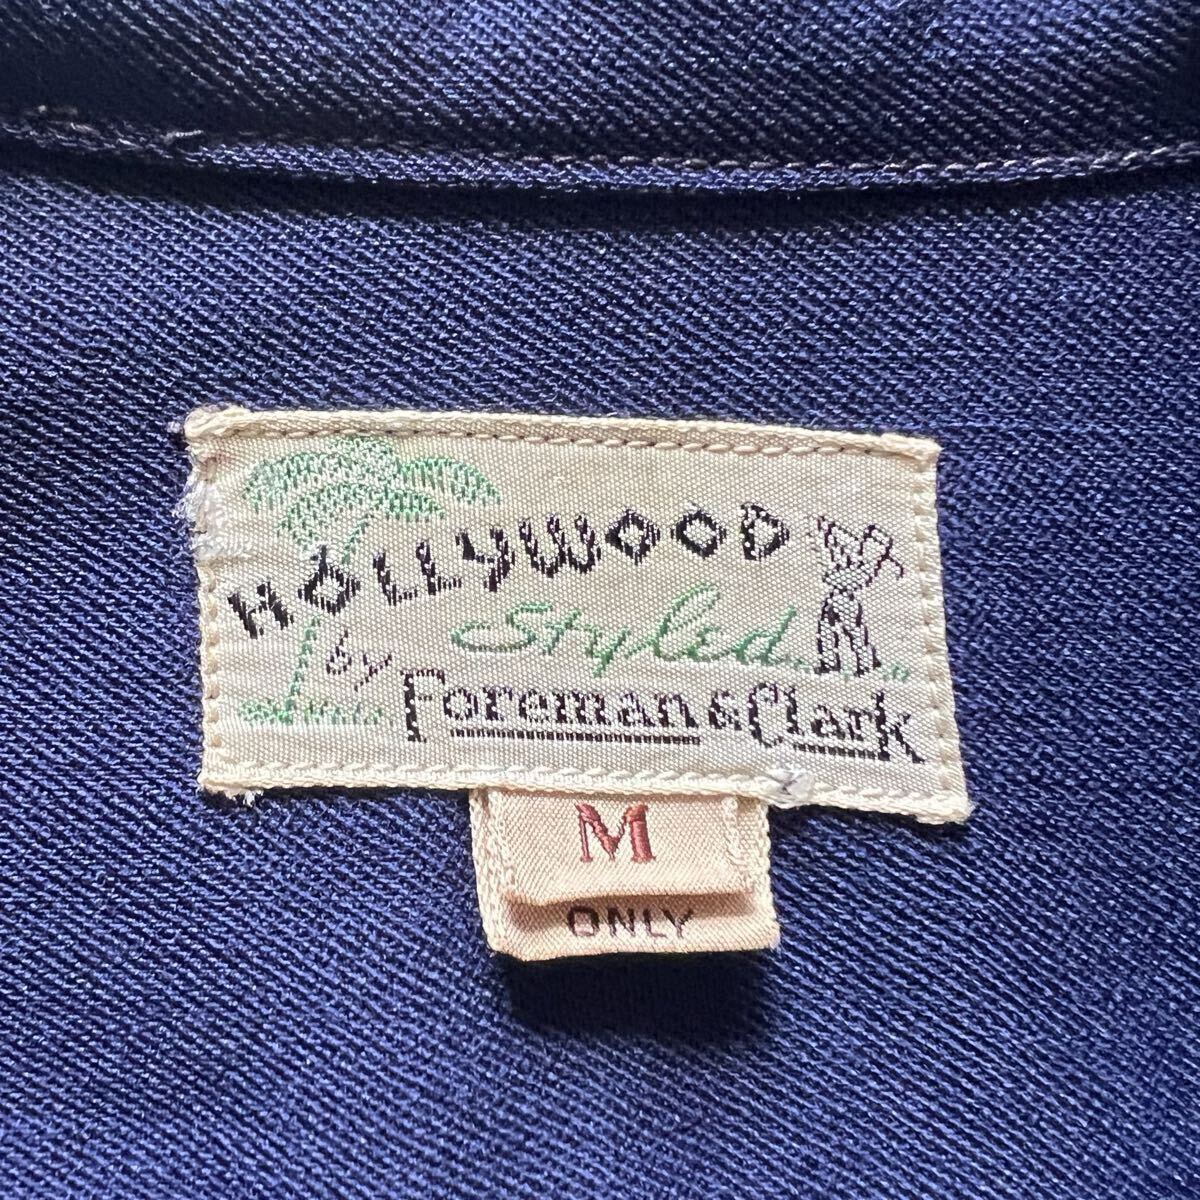 HOLLYWOOD
Styled
by Foreman & Clark
M
ONLY